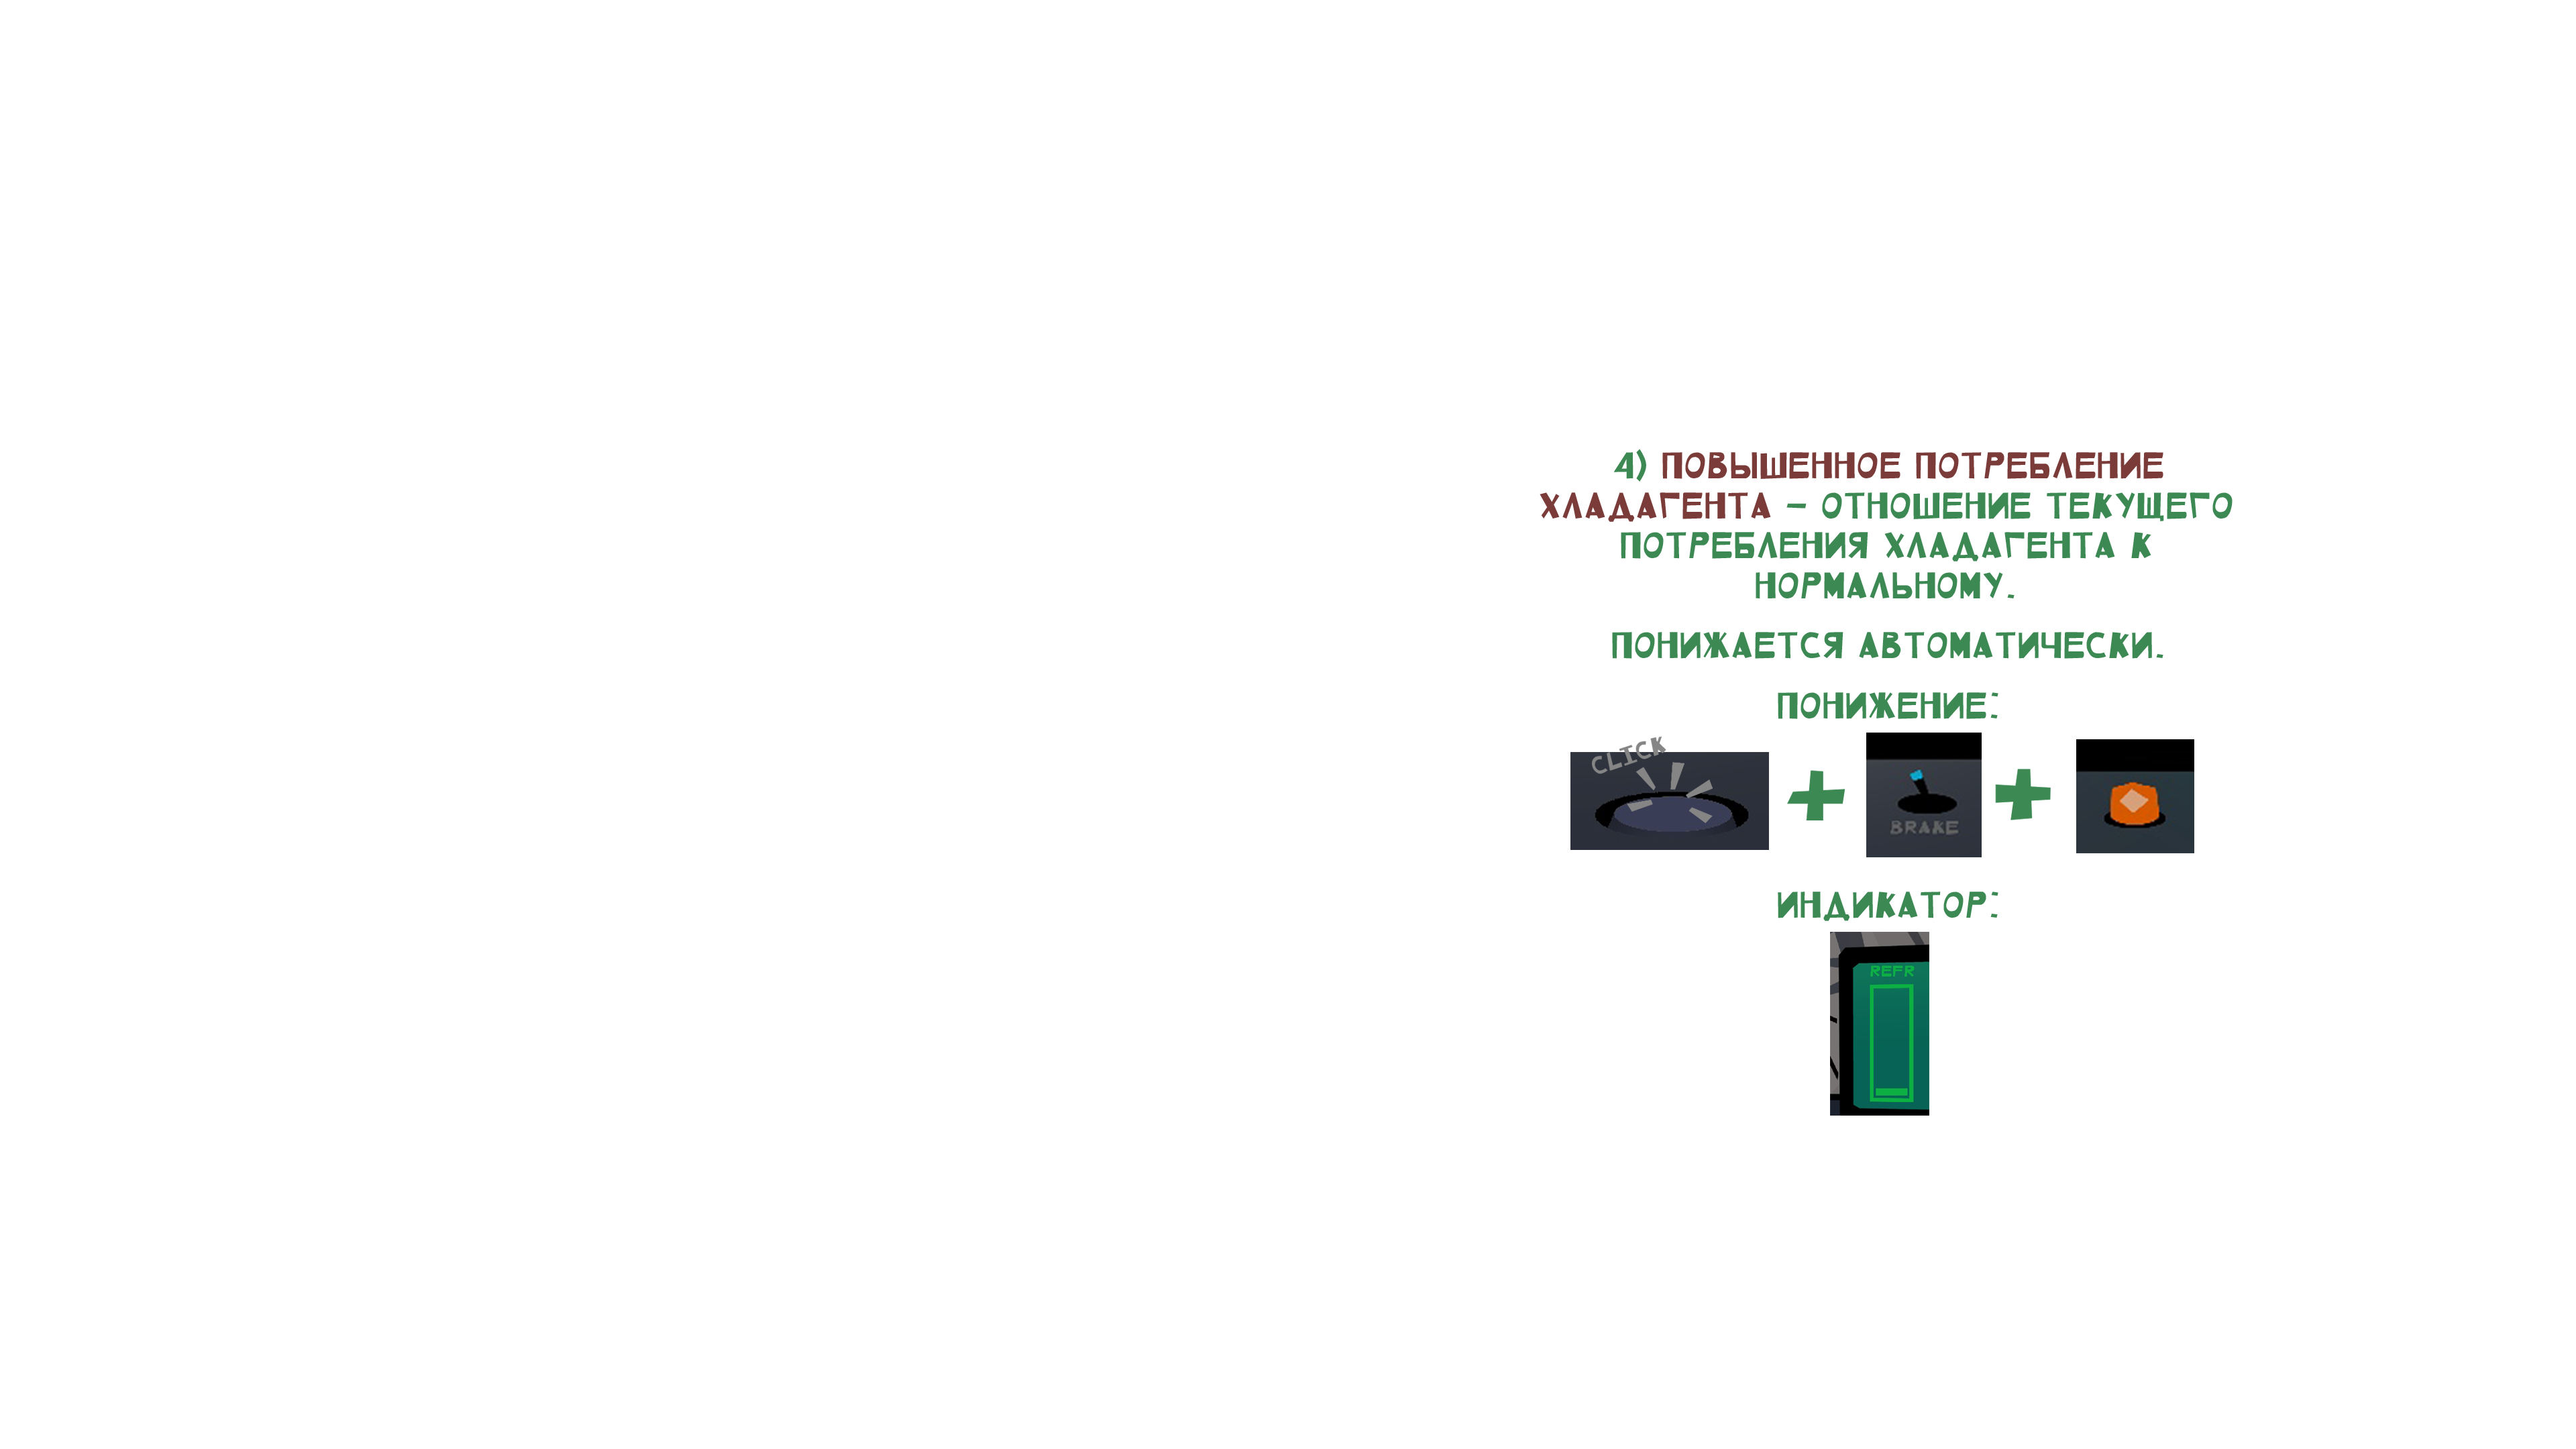 4) ПОВЫШЕННОЕ ПОТРЕБЛЕНИЕ
ХЛАДАГЕНТА – ОТНОШЕНИЕ ТЕКУЩЕГО
ПОТРЕБЛЕНИЯ ХЛАДАГЕНТА К
НОРМАЛЬНОМУ.
ПОНИЖАЕТСЯ АВТОМАТИЧЕСКИ.
ПОНИЖЕНИЕ:
CLICK
BRAKE
ИНДИКАТОР:
REFR